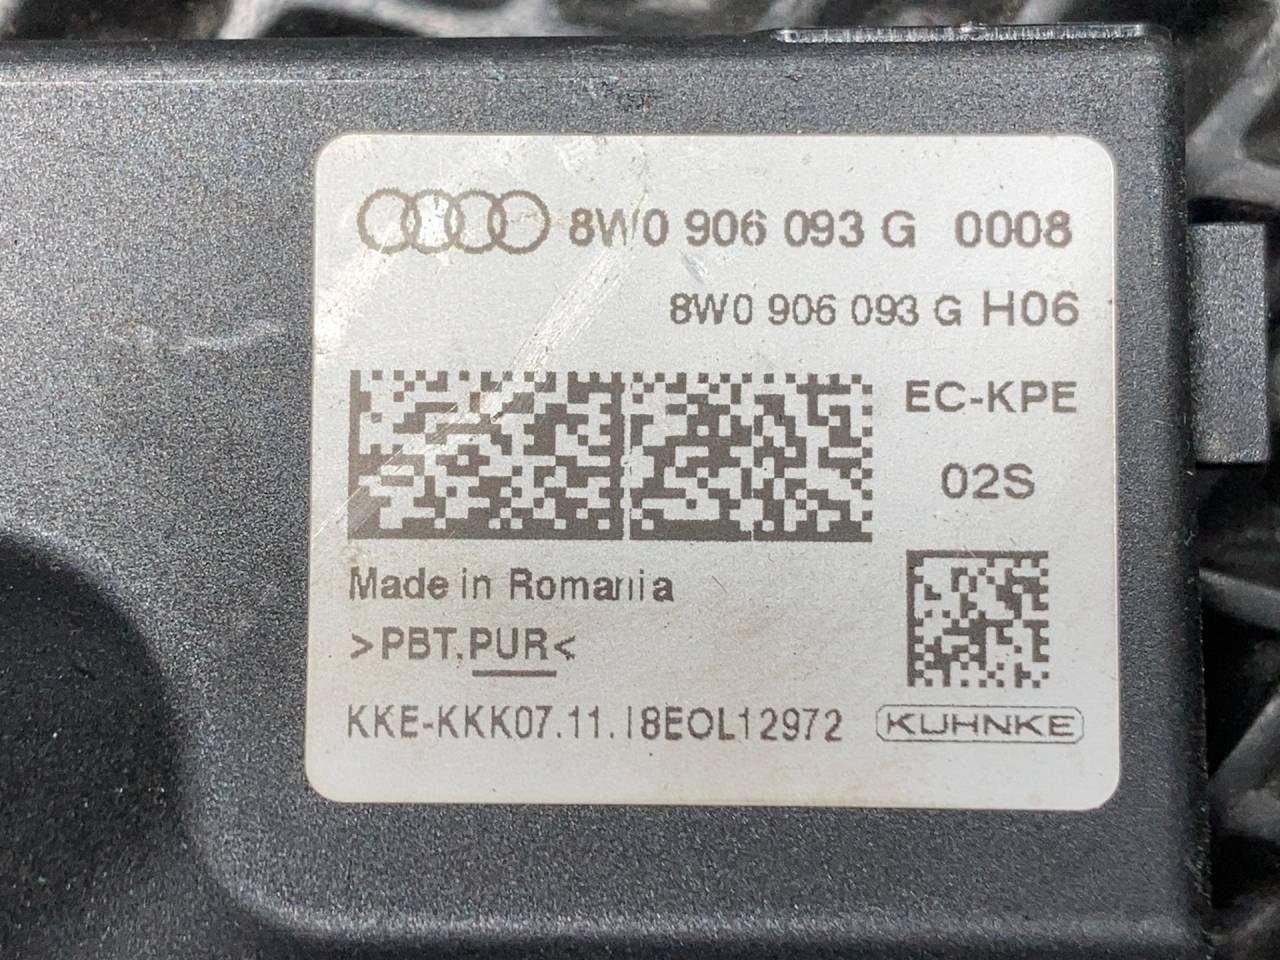 8W0 906 093 G 0008
8W0 906 093 G H06
EC-KPE
02S
Made in Romania
>PBT.PUR<
KKE-KKK07.11.18EOL12972
KUHNKE